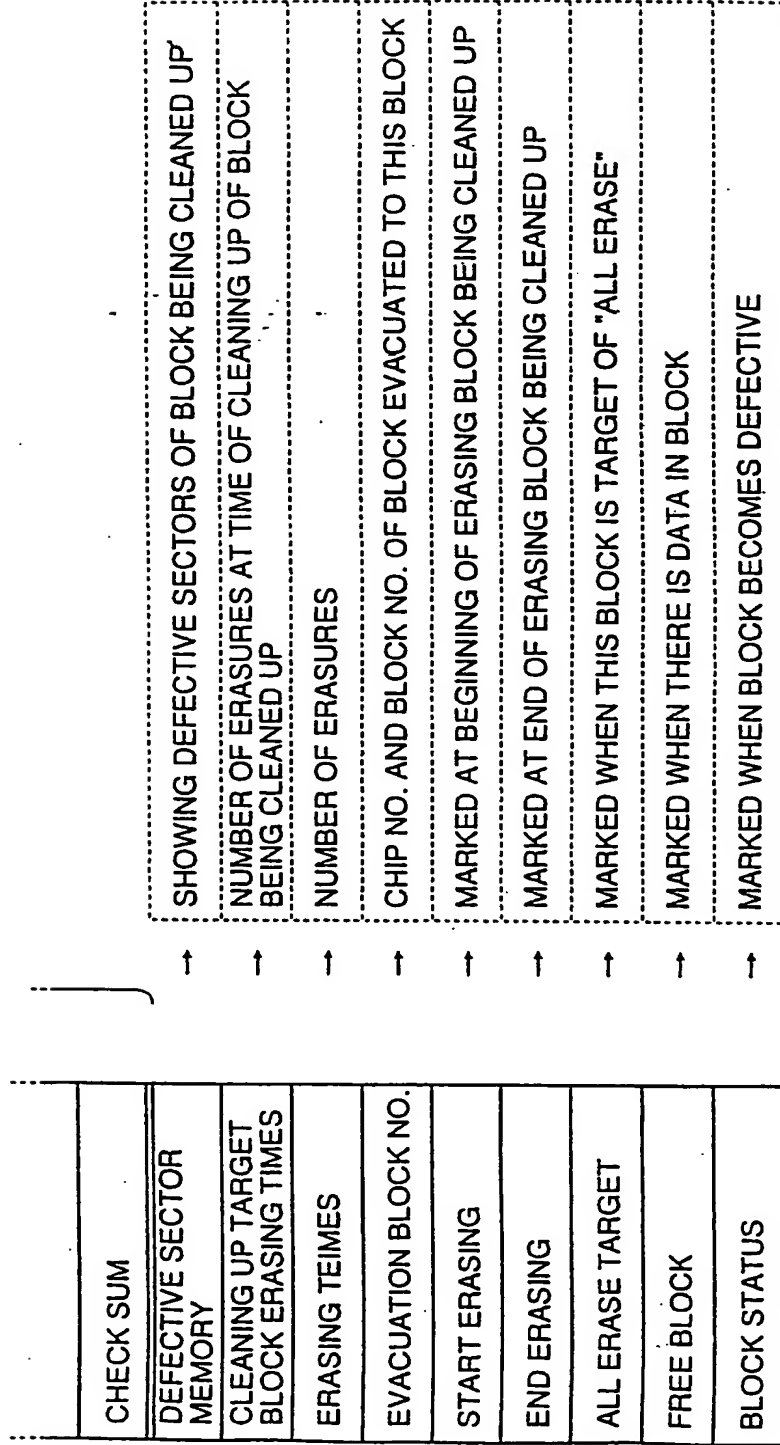 CHECK SUM
DEFECTIVE SECTOR
MEMORY
→ SHOWING DEFECTIVE SECTORS OF BLOCK BEING CLEANED UP
CLEANING UP TARGET
BLOCK ERASING TIMES
→ NUMBER OF ERASURES AT TIME OF CLEANING UP OF BLOCK
BEING CLEANED UP
ERASING TEIMES → NUMBER OF ERASURES
EVACUATION BLOCK NO. → CHIP NO. AND BLOCK NO. OF BLOCK EVACUATED TO THIS BLOCK
START ERASING → MARKED AT BEGINNING OF ERASING BLOCK BEING CLEANED UP
END ERASING → MARKED AT END OF ERASING BLOCK BEING CLEANED UP
ALL ERASE TARGET → MARKED WHEN THIS BLOCK IS TARGET OF "ALL ERASE"
FREE BLOCK → MARKED WHEN THERE IS DATA IN BLOCK
BLOCK STATUS → MARKED WHEN BLOCK BECOMES DEFECTIVE